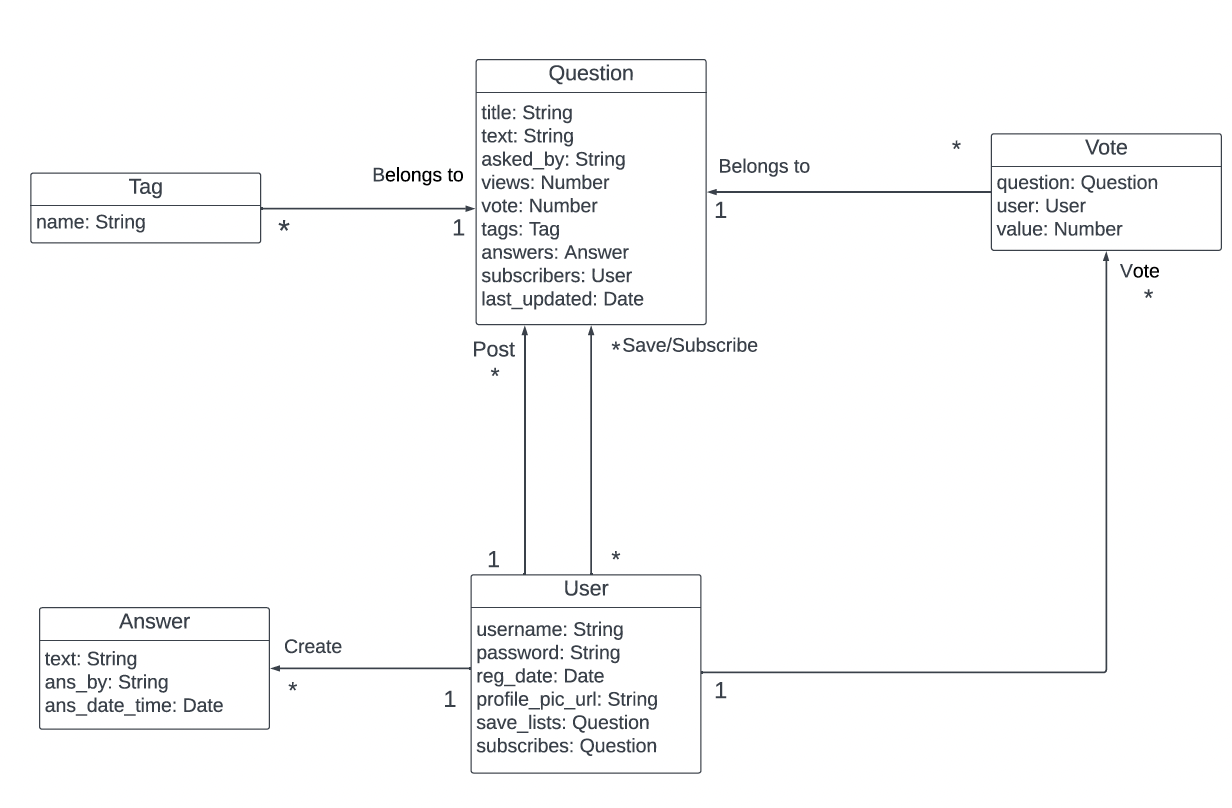 Question
title: String
text: String
asked_by: String
views: Number
vote: Number
tags: Tag
answers: Answer
subscribers: User
last_updated: Date
Tag
name: String
Belongs to
*
1
Vote
question: Question
user: User
value: Number
Belongs to
*
1
Vote
*
Post
*
*Save/Subscribe
1
*
User
username: String
password: String
reg_date: Date
profile_pic_url: String
save_lists: Question
subscribes: Question
Answer
text: String
ans_by: String
ans_date_time: Date
Create
*
1
1